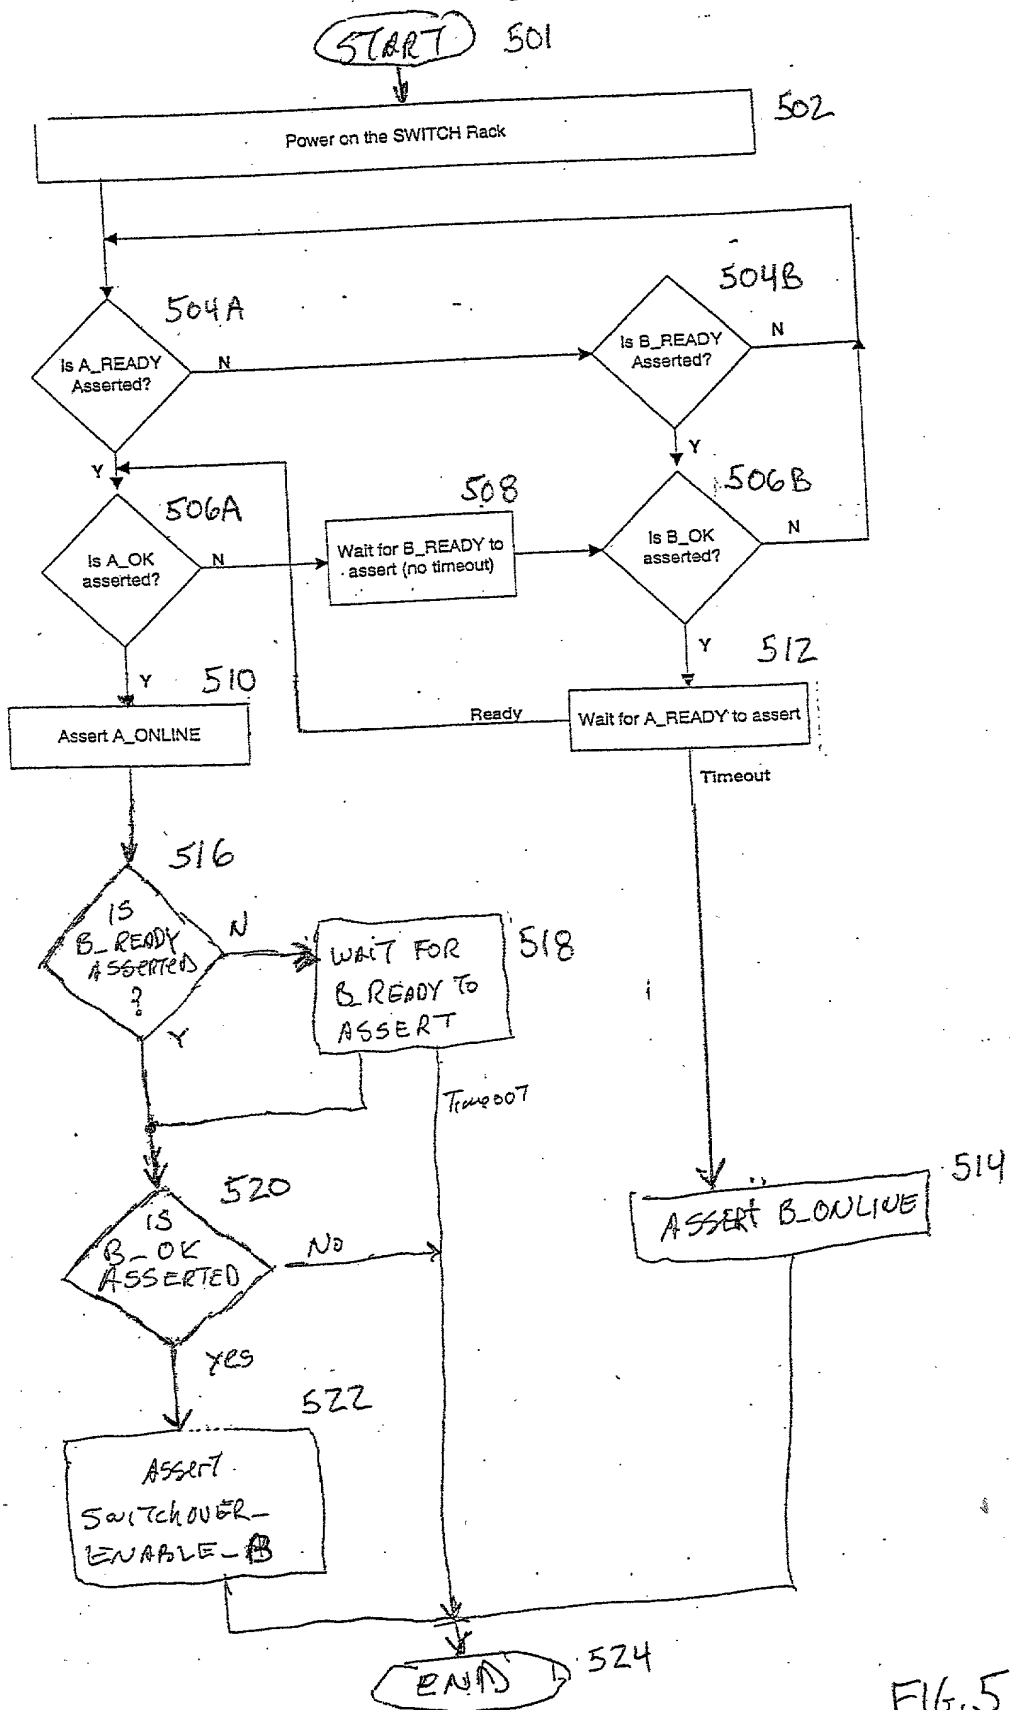 START
501
502
Power on the SWITCH Rack
504A
504B
Is A_READY
Asserted?
N
Is B_READY
Asserted?
N
Y
Y
506A
508
506B
Is A_OK
asserted?
N
Wait for B_READY to
assert (no timeout)
Is B_OK
asserted?
N
Y
Y
510
512
Assert A_ONLINE
Ready
Wait for A_READY to assert
Timeout
516
IS
B_READY
ASSERTED
?
N
Y
518
WAIT FOR
B_READY TO
ASSERT
Timeout
514
ASSERT B_ONLINE
520
IS
B_OK
ASSERTED
NO
yes
522
Assert
SWITCHOVER_
ENABLE_B
END
524
FIG. 5